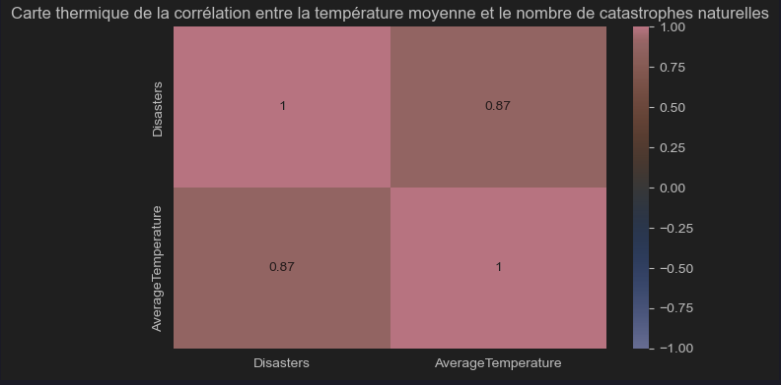 Carte thermique de la corrélation entre la température moyenne et le nombre de catastrophes naturelles
Disasters
AverageTemperature
1
0.87
0.87
1
Disasters
AverageTemperature
1.00
0.75
0.50
0.25
0.00
−0.25
−0.50
−0.75
−1.00